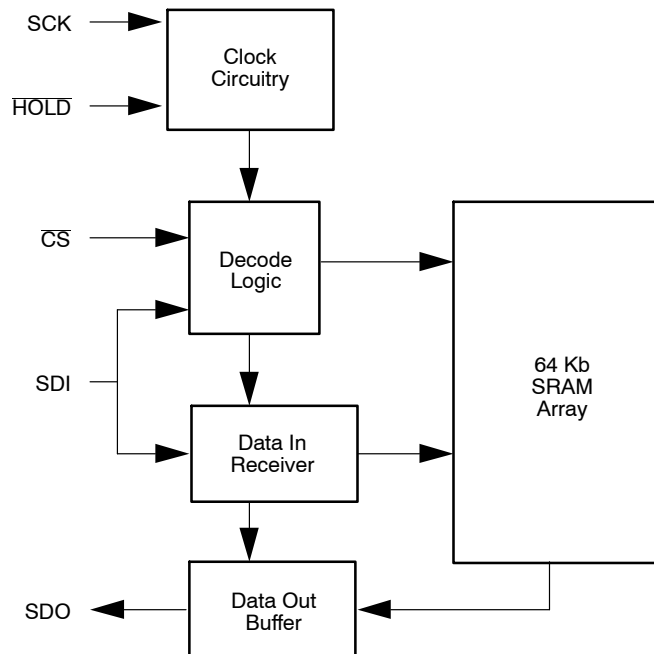 SCK
Clock
Circuitry
HOLD
CS
Decode
Logic
SDI
64 Kb
SRAM
Array
Data In
Receiver
SDO
Data Out
Buffer